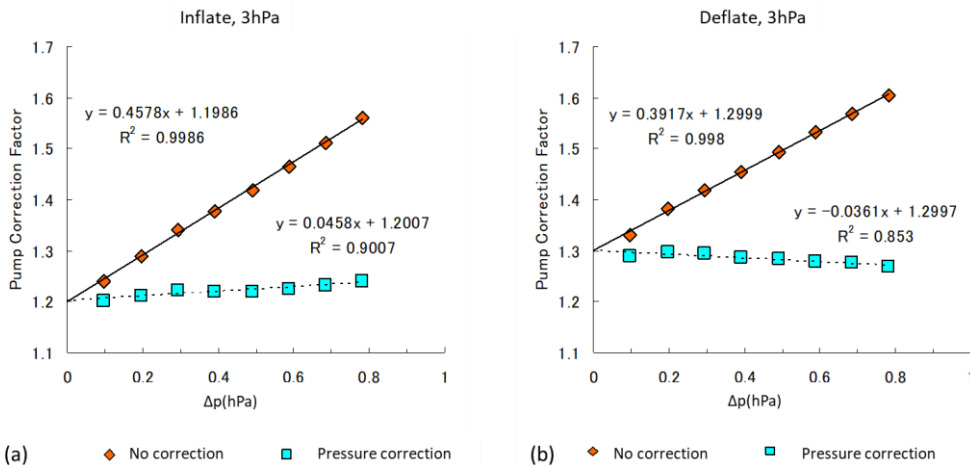 Inflate, 3hPa
Pump Correction Factor
1.7
1.6
1.5
1.4
1.3
1.2
1.1
y = 0.4578x + 1.1986
R² = 0.9986
y = 0.0458x + 1.2007
R² = 0.9007
0 0.2 0.4 0.6 0.8 1
Δp(hPa)
(a) No correction Pressure correction
Deflate, 3hPa
Pump Correction Factor
1.7
1.6
1.5
1.4
1.3
1.2
1.1
y = 0.3917x + 1.2999
R² = 0.998
y = −0.0361x + 1.2997
R² = 0.853
0 0.2 0.4 0.6 0.8 1
Δp(hPa)
(b) No correction Pressure correction